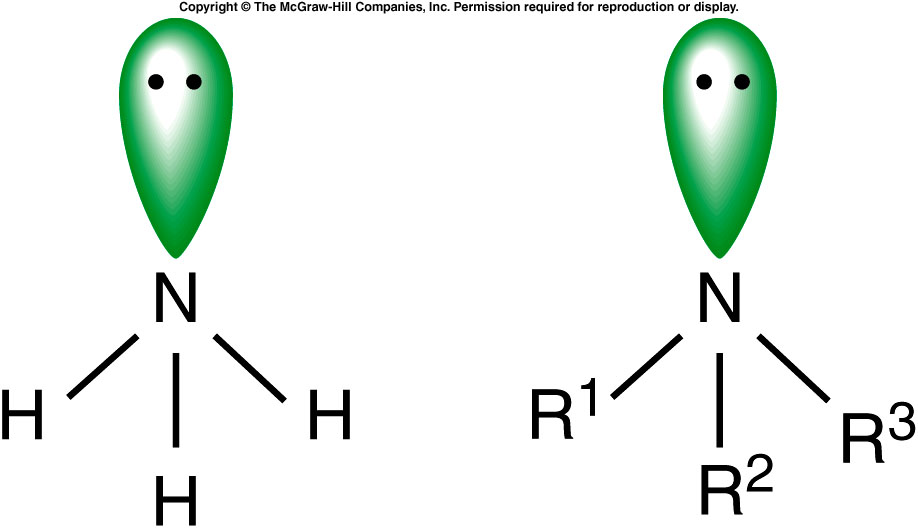 Copyright © The McGraw-Hill Companies, Inc. Permission required for reproduction or display.
N N
H H R¹ R³
H R²